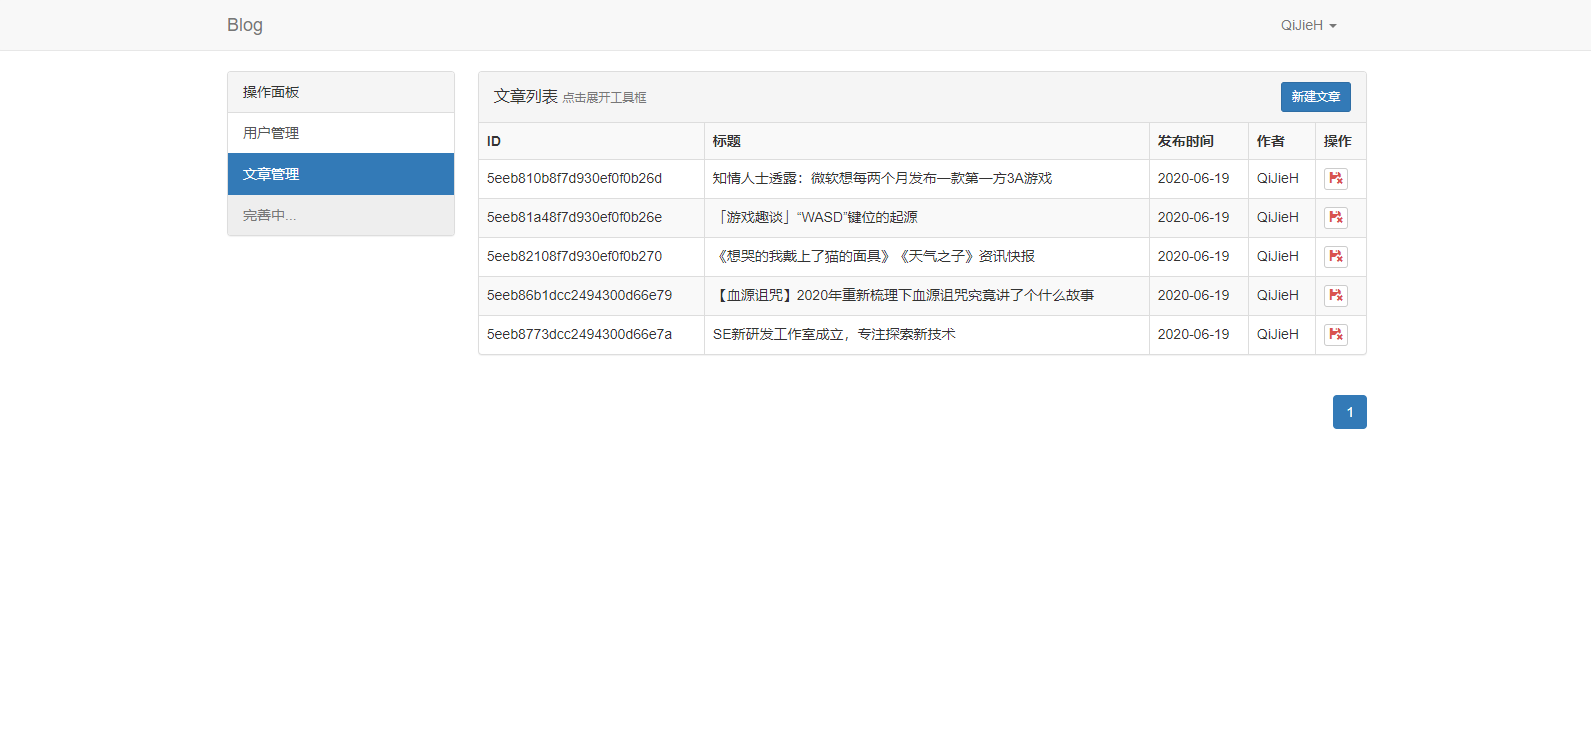 Blog QiJieH
操作面板
用户管理
文章管理
完善中...
文章列表 点击展开工具框 新建文章
ID 标题 发布时间 作者 操作
5eeb810b8f7d930ef0f0b26d 知情人士透露：微软想每两个月发布一款第一方3A游戏 2020-06-19 QiJieH
5eeb81a48f7d930ef0f0b26e 「游戏趣谈」“WASD”键位的起源 2020-06-19 QiJieH
5eeb82108f7d930ef0f0b270 《想哭的我戴上了猫的面具》《天气之子》资讯快报 2020-06-19 QiJieH
5eeb86b1dcc2494300d66e79 【血源诅咒】2020年重新梳理下血源诅咒究竟讲了个什么故事 2020-06-19 QiJieH
5eeb8773dcc2494300d66e7a SE新研发工作室成立，专注探索新技术 2020-06-19 QiJieH
1